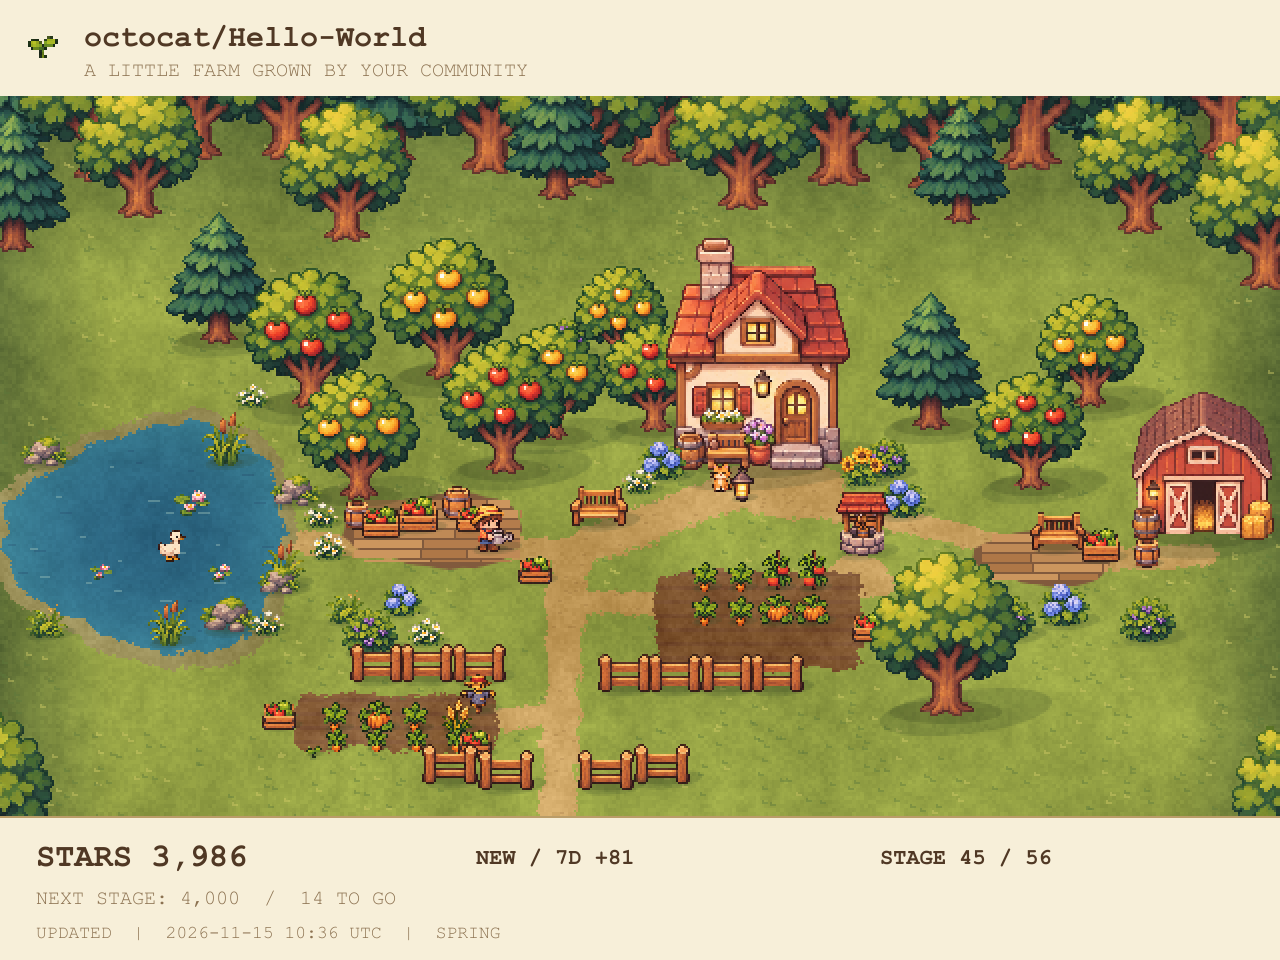 octocat/Hello-World
A LITTLE FARM GROWN BY YOUR COMMUNITY
STARS 3,986
NEW / 7D +81
STAGE 45 / 56
NEXT STAGE: 4,000 / 14 TO GO
UPDATED | 2026-11-15 10:36 UTC | SPRING